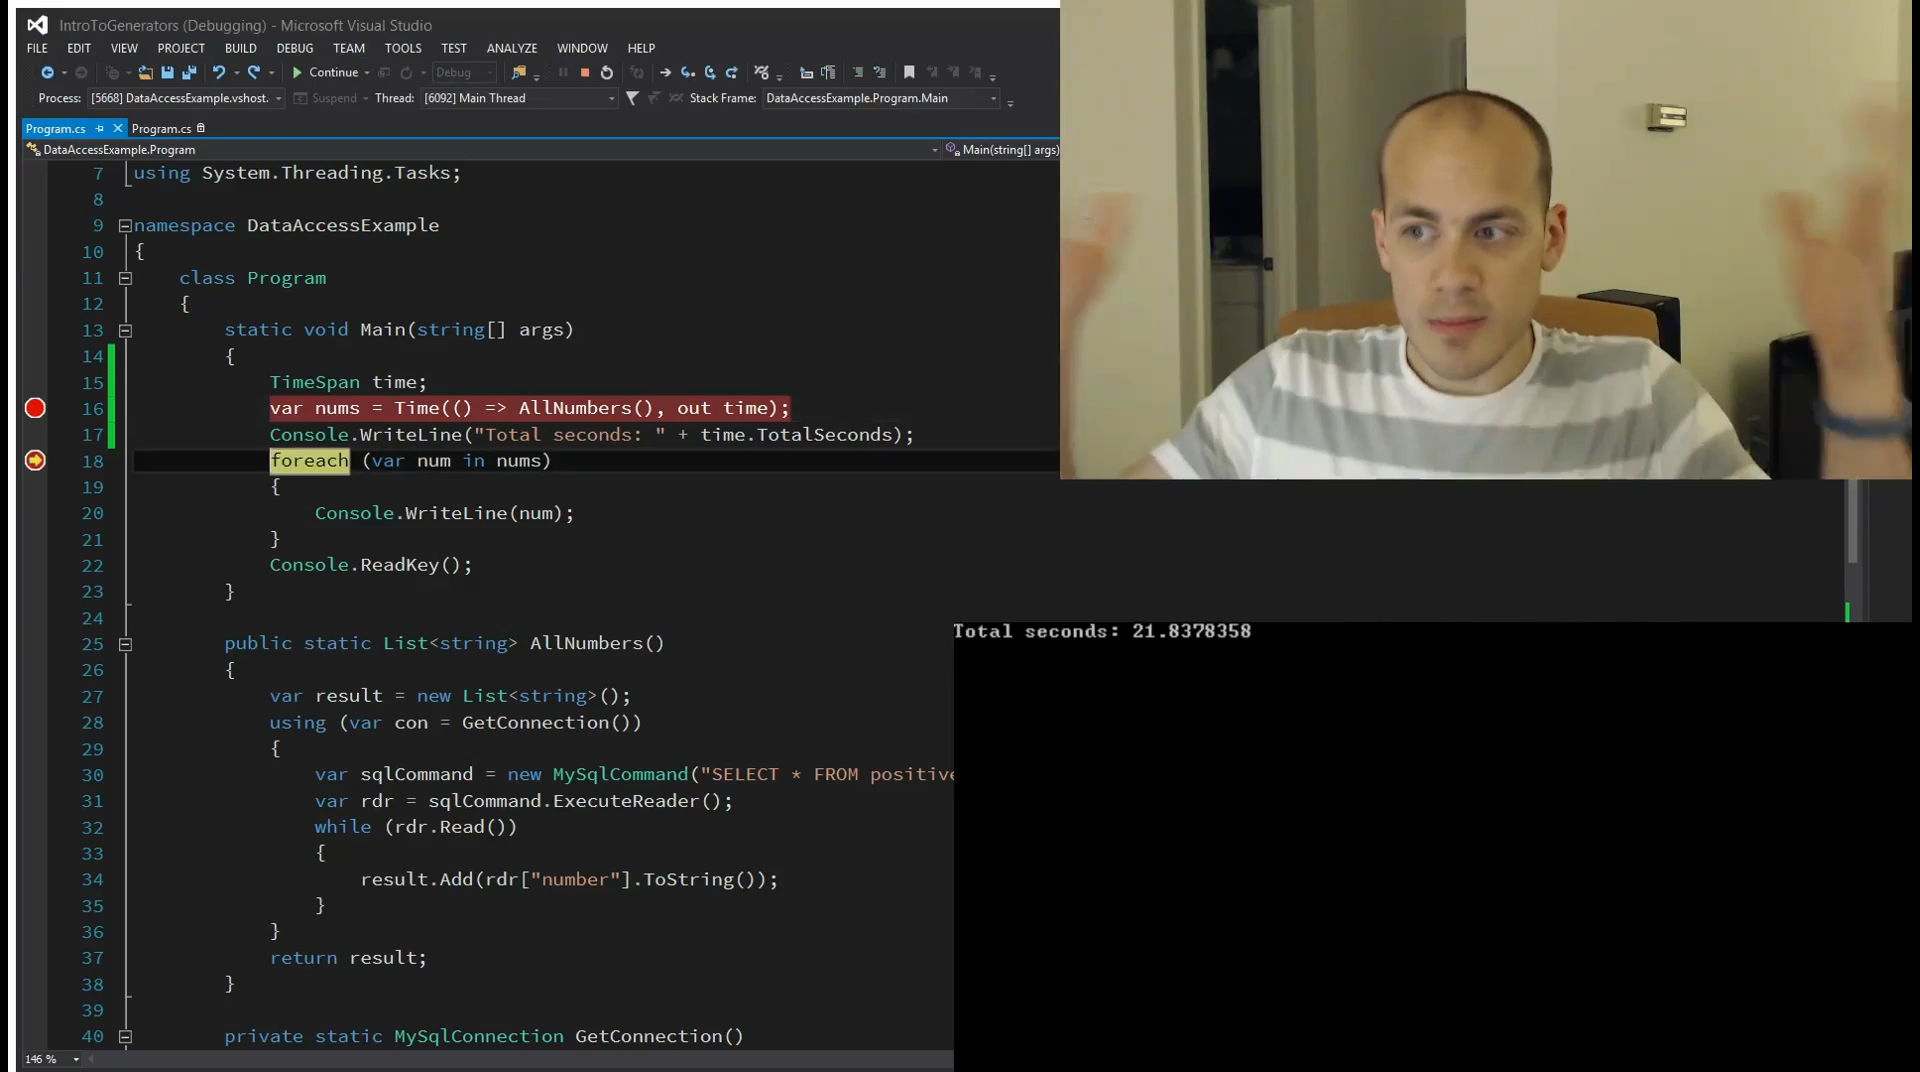 IntroToGenerators (Debugging) - Microsoft Visual Studio
FILE EDIT VIEW PROJECT BUILD DEBUG TEAM TOOLS TEST ANALYZE WINDOW HELP
Continue Debug
Process: [5668] DataAccessExample.vshost. Suspend Thread: [6092] Main Thread Stack Frame: DataAccessExample.Program.Main
Program.cs Program.cs
DataAccessExample.Program Main(string[] args)
7 using System.Threading.Tasks;
8
9 namespace DataAccessExample
10 {
11 class Program
12 {
13 static void Main(string[] args)
14 {
15 TimeSpan time;
16 var nums = Time(() => AllNumbers(), out time);
17 Console.WriteLine("Total seconds: " + time.TotalSeconds);
18 foreach (var num in nums)
19 {
20 Console.WriteLine(num);
21 }
22 Console.ReadKey();
23 }
24
25 public static List<string> AllNumbers()
26 {
27 var result = new List<string>();
28 using (var con = GetConnection())
29 {
30 var sqlCommand = new MySqlCommand("SELECT * FROM positive
31 var rdr = sqlCommand.ExecuteReader();
32 while (rdr.Read())
33 {
34 result.Add(rdr["number"].ToString());
35 }
36 }
37 return result;
38 }
39
40 private static MySqlConnection GetConnection()
146 %
Total seconds: 21.8378358